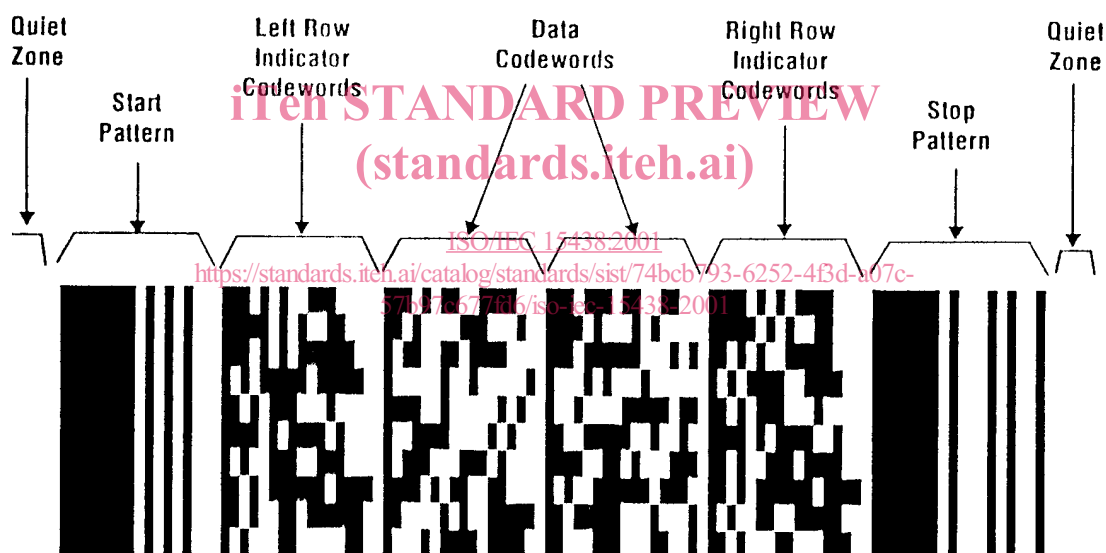 Quiet
Zone
Start
Pattern
Left Row
Indicator
Codewords
Data
Codewords
Right Row
Indicator
Codewords
Stop
Pattern
Quiet
Zone
iTeh STANDARD PREVIEW
(standards.iteh.ai)
ISO/IEC 15438:2001
https://standards.iteh.ai/catalog/standards/sist/74bcb793-6252-4f3d-a07c-
57b97c677fd6/iso-iec-15438-2001